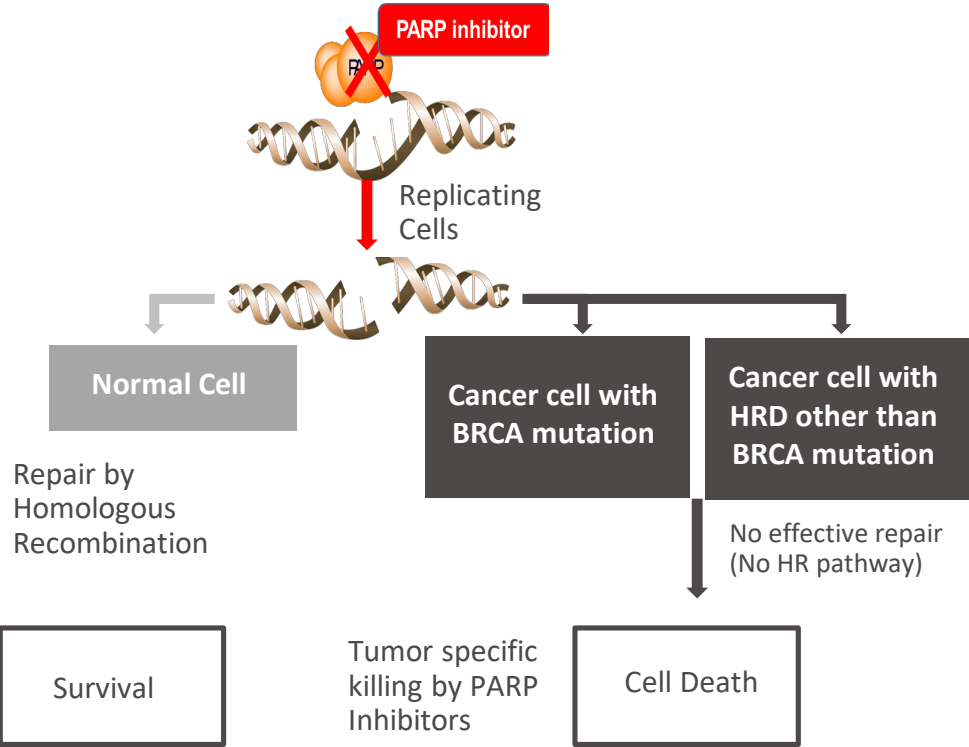 PARP inhibitor
PARP
Replicating
Cells
Normal Cell
Cancer cell with
BRCA mutation
Cancer cell with
HRD other than
BRCA mutation
Repair by
Homologous
Recombination
No effective repair
(No HR pathway)
Survival
Tumor specific
killing by PARP
Inhibitors
Cell Death